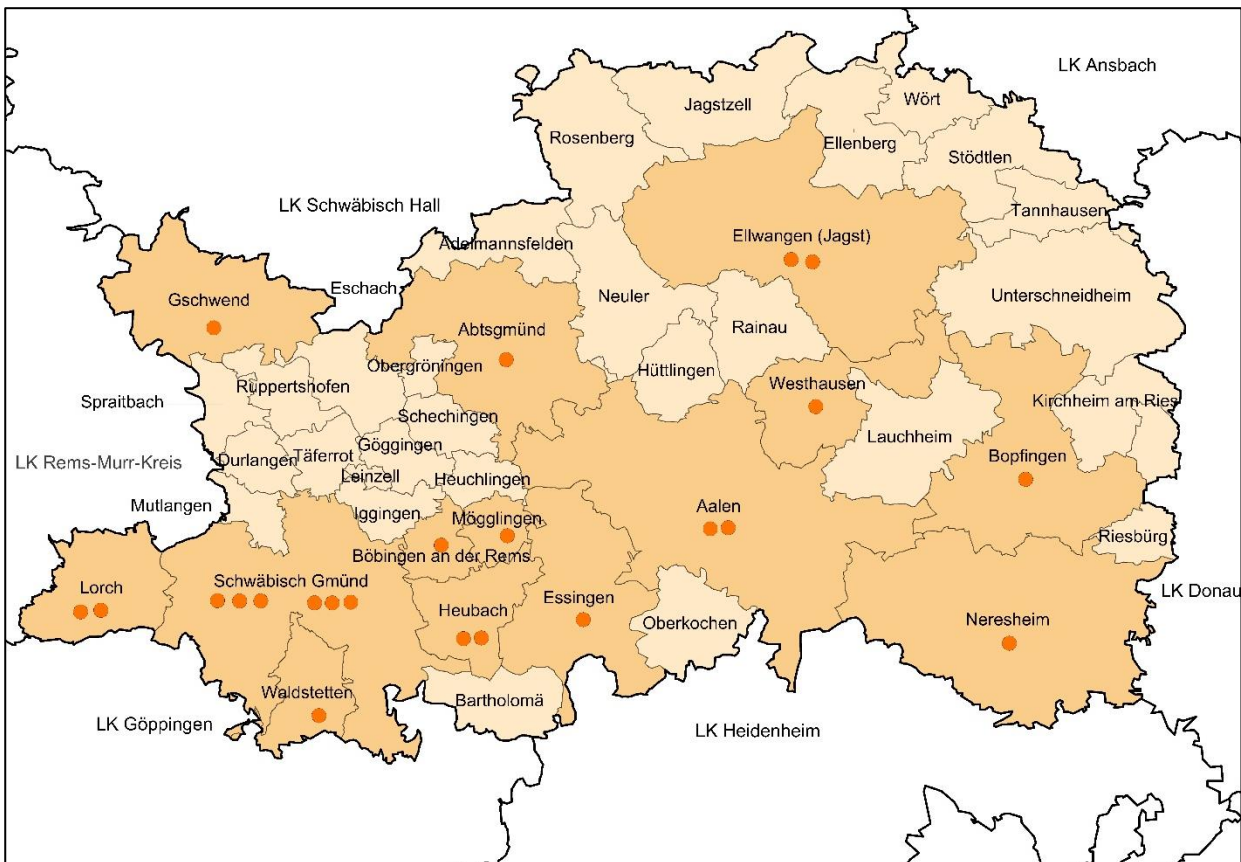 LK Ansbach
Wört
Jagstzell
Rosenberg
Ellenberg
Stödtlen
LK Schwäbisch Hall
Tannhausen
Adelmannsfelden
Ellwangen (Jagst)
Eschach
Gschwend
Neuler
Unterschneidheim
Abtsgmünd
Rainau
Obergröningen
Hüttlingen
Ruppertshofen
Westhausen
Spraitbach
Kirchheim am Ries
Schechingen
Lauchheim
Göggingen
Täferrot
Durlangen
Bopfingen
LK Rems-Murr-Kreis
Leinzell
Heuchlingen
Mutlangen
Iggingen
Mögglingen
Aalen
Riesbürg
Böbingen an der Rems
Schwäbisch Gmünd
Lorch
LK Donau
Heubach
Essingen
Oberkochen
Neresheim
Waldstetten
Bartholomä
LK Göppingen
LK Heidenheim